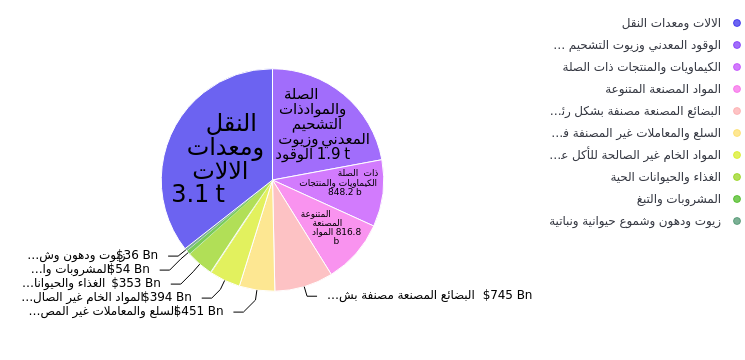 الالات ومعدات النقل
الوقود المعدني وزيوت التشحيم ...
الكيماويات والمنتجات ذات الصلة
المواد المصنعة المتنوعة
البضائع المصنعة مصنفة بشكل رئ...
السلع والمعاملات غير المصنفة ف...
المواد الخام غير الصالحة للأكل ع...
الغذاء والحيوانات الحية
المشروبات والتبغ
زيوت ودهون وشموع حيوانية ونباتية
النقل
ومعدات
الالات
3.1 t
الصلة
والموادذات
التشحيم
المعدني وزيوت
الوقود 1.9 t
ذات الصلة
الكيماويات والمنتجات
848.2 b
المتنوعة
المصنعة
المواد 816.8
b
زيوت ودهون وش... $36 Bn
المشروبات وا... $54 Bn
الغذاء والحيوانا... $353 Bn
المواد الخام غير الصال... $394 Bn
السلع والمعاملات غير المص... $451 Bn
البضائع المصنعة مصنفة بش... $745 Bn